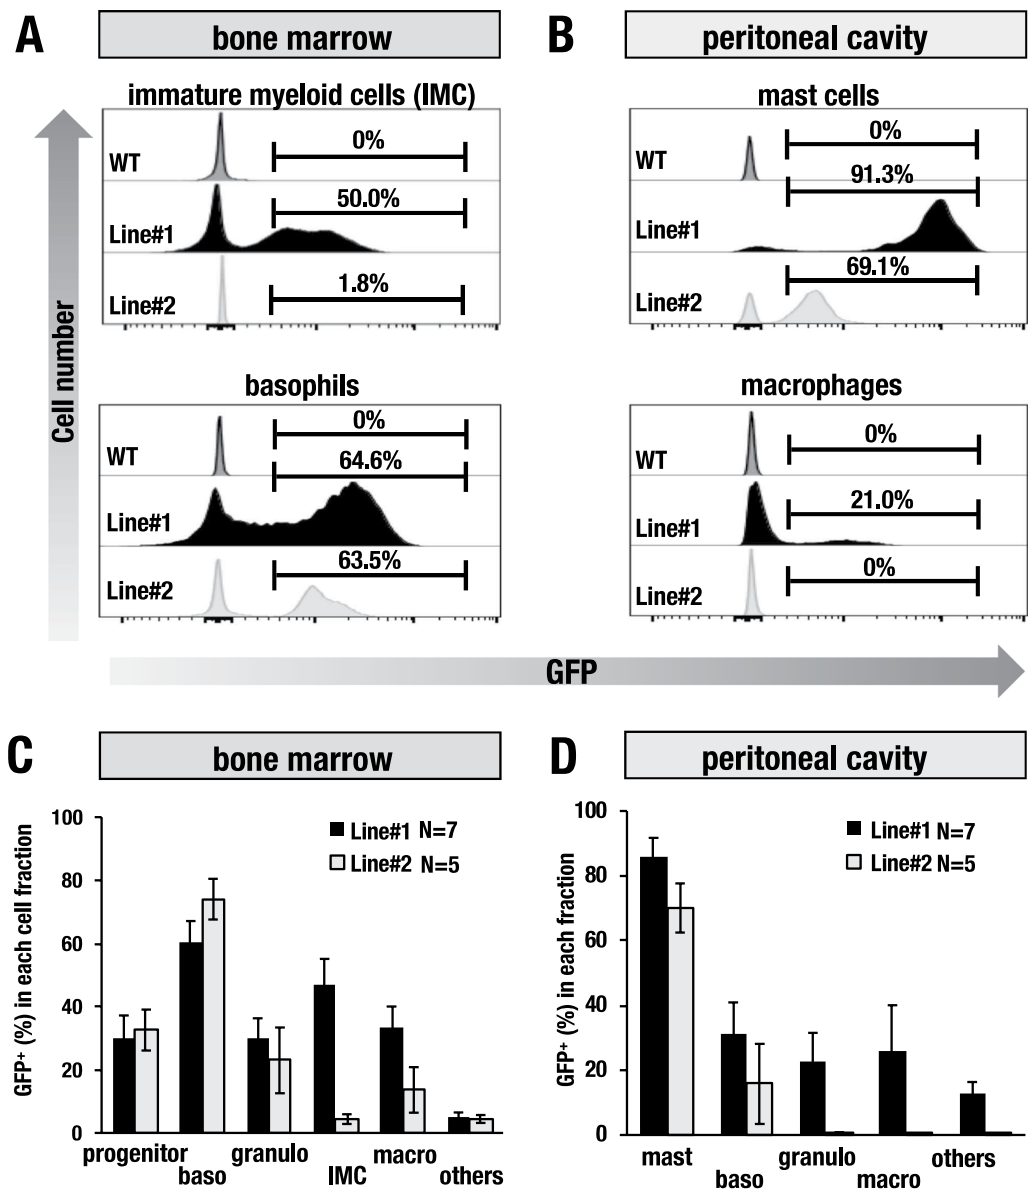 A
bone marrow
immature myeloid cells (IMC)
WT
0%
Line#1
50.0%
Line#2
1.8%
basophils
WT
0%
Line#1
64.6%
Line#2
63.5%
Cell number
B
peritoneal cavity
mast cells
WT
0%
Line#1
91.3%
Line#2
69.1%
macrophages
WT
0%
Line#1
21.0%
Line#2
0%
GFP
C
bone marrow
GFP+ (%) in each cell fraction
100
80
60
40
20
0
Line#1 N=7
Line#2 N=5
progenitor
baso
granulo
IMC
macro
others
D
peritoneal cavity
GFP+ (%) in each fraction
100
80
60
40
20
0
Line#1 N=7
Line#2 N=5
mast
baso
granulo
macro
others